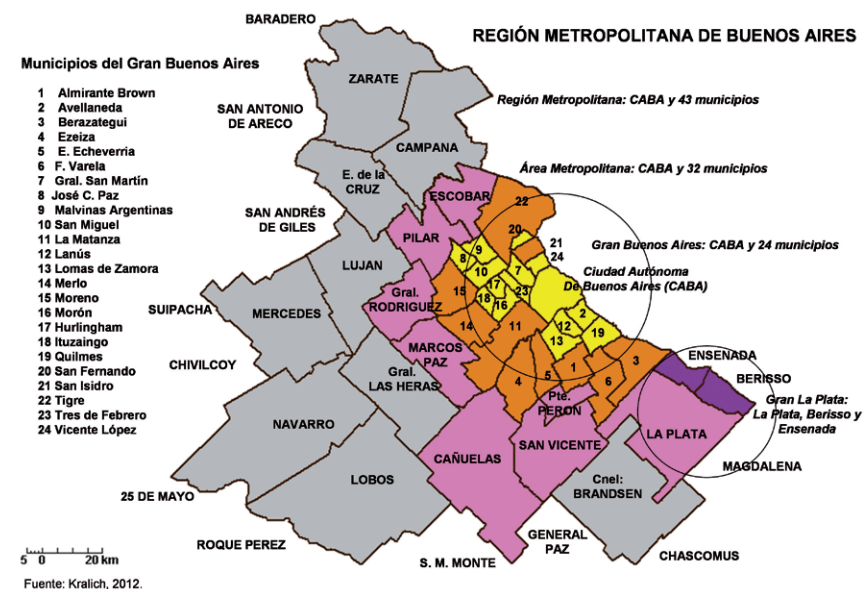 REGIÓN METROPOLITANA DE BUENOS AIRES
Municipios del Gran Buenos Aires
1 Almirante Brown
2 Avellaneda
3 Berazategui
4 Ezeiza
5 E. Echeverria
6 F. Varela
7 Gral. San Martín
8 José C. Paz
9 Malvinas Argentinas
10 San Miguel
11 La Matanza
12 Lanús
13 Lomas de Zamora
14 Merlo
15 Moreno
16 Morón
17 Hurlingham
18 Ituzaingo
19 Quilmes
20 San Fernando
21 San Isidro
22 Tigre
23 Tres de Febrero
24 Vicente López
BARADERO
ZARATE
SAN ANTONIO
DE ARECO
CAMPANA
Región Metropolitana: CABA y 43 municipios
E. de la
CRUZ
Área Metropolitana: CABA y 32 municipios
ESCOBAR
22
SAN ANDRÉS
DE GILES
PILAR
20
21
24
Gran Buenos Aires: CABA y 24 municipios
9
8
10
7
LUJAN
Ciudad Autónoma
De Buenos Aires (CABA)
Gral.
RODRIGUEZ
15
17
18
23
16
SUIPACHA
MERCEDES
14
11
2
12
13
19
MARCOS
PAZ
CHIVILCOY
Gral.
LAS HERAS
4
5
1
6
3
ENSENADA
BERISSO
Gran La Plata:
La Plata, Berisso y
Ensenada
Pte.
PERON
NAVARRO
SAN VICENTE
LA PLATA
CAÑUELAS
MAGDALENA
LOBOS
Cnel:
BRANDSEN
25 DE MAYO
ROQUE PEREZ
GENERAL
PAZ
S. M. MONTE
CHASCOMUS
5 0 20 km
Fuente: Kralich, 2012.